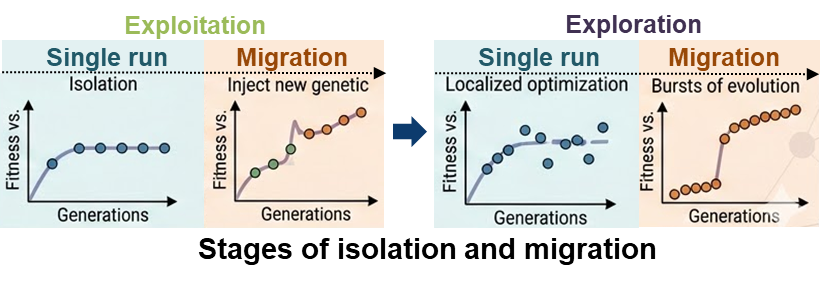 Exploitation
Exploration
Single run
Migration
Single run
Migration
Isolation
Inject new genetic
Localized optimization
Bursts of evolution
Fitness vs.
Fitness vs.
Fitness vs.
Fitness vs.
Generations
Generations
Generations
Generations
Stages of isolation and migration